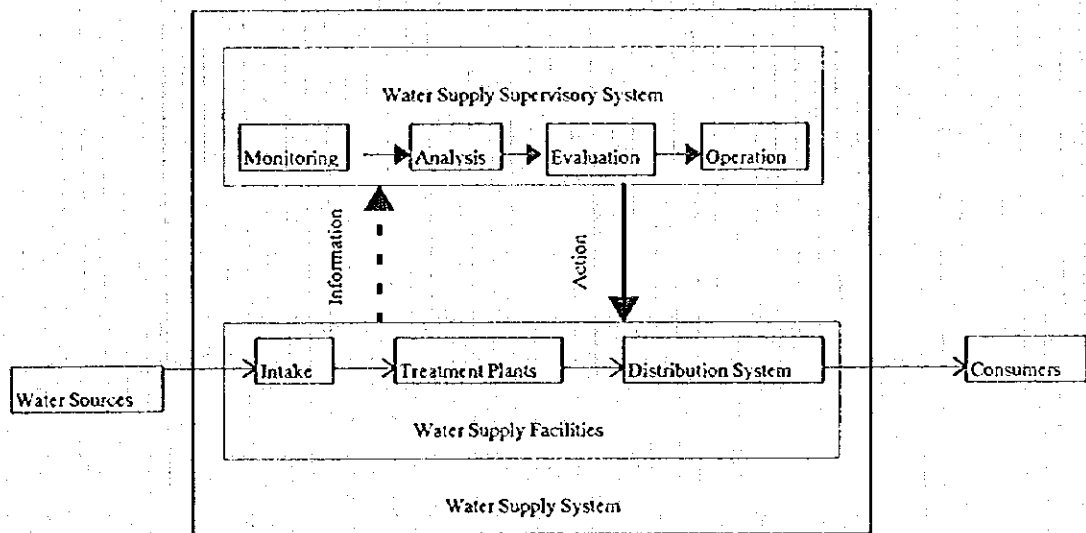 Water Supply Supervisory System
Monitoring
Analysis
Evaluation
Operation
Information
Action
Intake
Treatment Plants
Distribution System
Water Sources
Consumers
Water Supply Facilities
Water Supply System